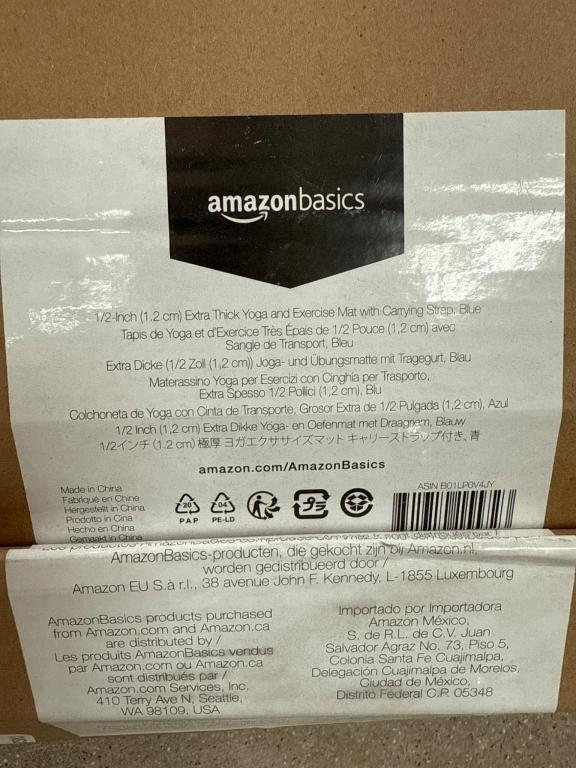 amazonbasics
1/2-Inch (1.2 cm) Extra Thick Yoga and Exercise Mat with Carrying Strap, Blue
Tapis de Yoga et d'Exercice Très Épais de 1/2 Pouce (1,2 cm) avec
Sangle de Transport, Bleu
Extra Dicke (1/2 Zoll (1,2 cm)) Joga- und Übungsmatte mit Tragegurt, Blau
Materassino Yoga per Esercizi con Cinghia per Trasporto,
Extra Spesso 1/2 Pollici (1,2 cm), Blu
Colchoneta de Yoga con Cinta de Transporte, Grosor Extra de 1/2 Pulgada (1,2 cm), Azul
1/2 Inch (1,2 cm) Extra Dikke Yoga- en Oefenmat met Draagriem, Blauw
1/2インチ (1.2 cm) 極厚 ヨガエクササイズマット キャリーストラップ付き、青
amazon.com/AmazonBasics
Made in China
Fabriqué en Chine
Hergestellt in China
Prodotto in Cina
Hecho en China
Gemaakt in China
20
PAP
04
PE-LD
プラ
ASIN B01LP0V4JY
AmazonBasics-producten, die gekocht zijn bij Amazon.nl,
worden gedistribueerd door /
Amazon EU S.à r.l., 38 avenue John F. Kennedy, L-1855 Luxembourg
AmazonBasics products purchased
from Amazon.com and Amazon.ca
are distributed by /
Les produits AmazonBasics vendus
par Amazon.com ou Amazon.ca
sont distribués par /
Amazon.com Services, Inc.
410 Terry Ave N, Seattle,
WA 98109, USA
Importado por Importadora
Amazon México,
S. de R.L. de C.V. Juan
Salvador Agraz No. 73, Piso 5,
Colonia Santa Fe Cuajimalpa,
Delegación Cuajimalpa de Morelos,
Ciudad de México,
Distrito Federal C.P. 05348